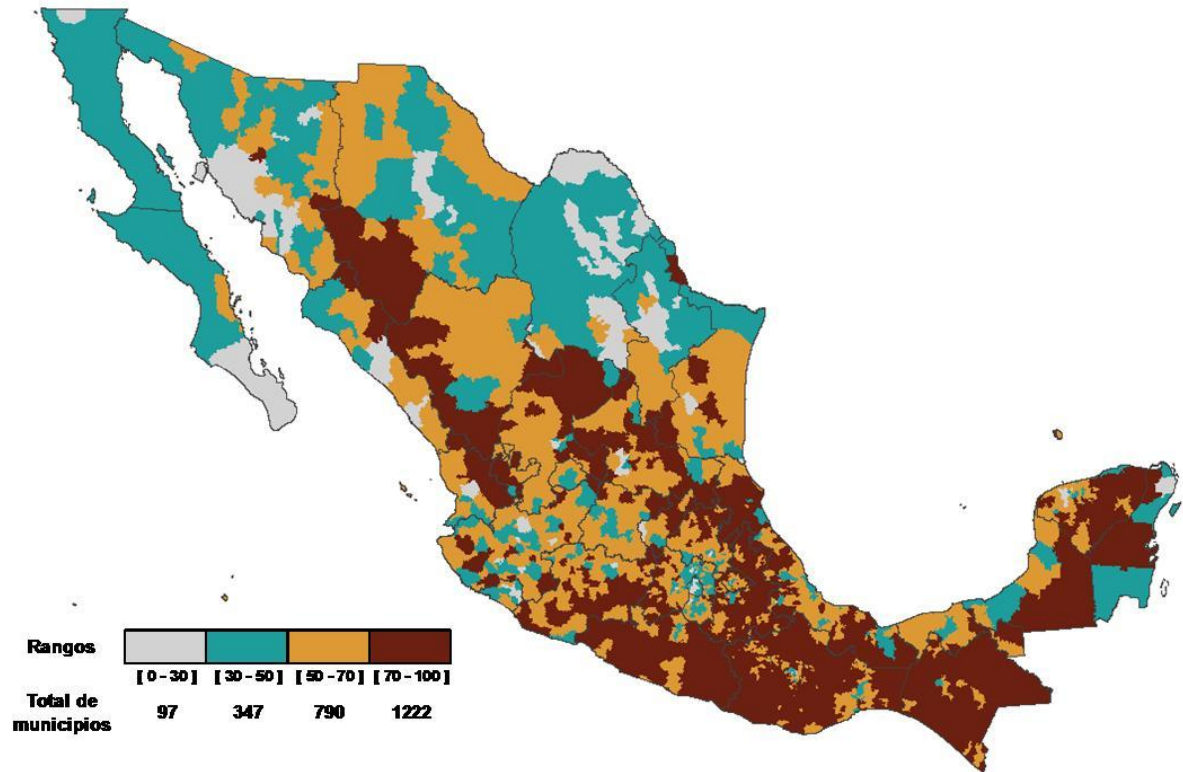 Rangos
[ 0 - 30 ] [ 30 - 50 ] [ 50 - 70 ] [ 70 - 100 ]
Total de
municipios
97 347 790 1222